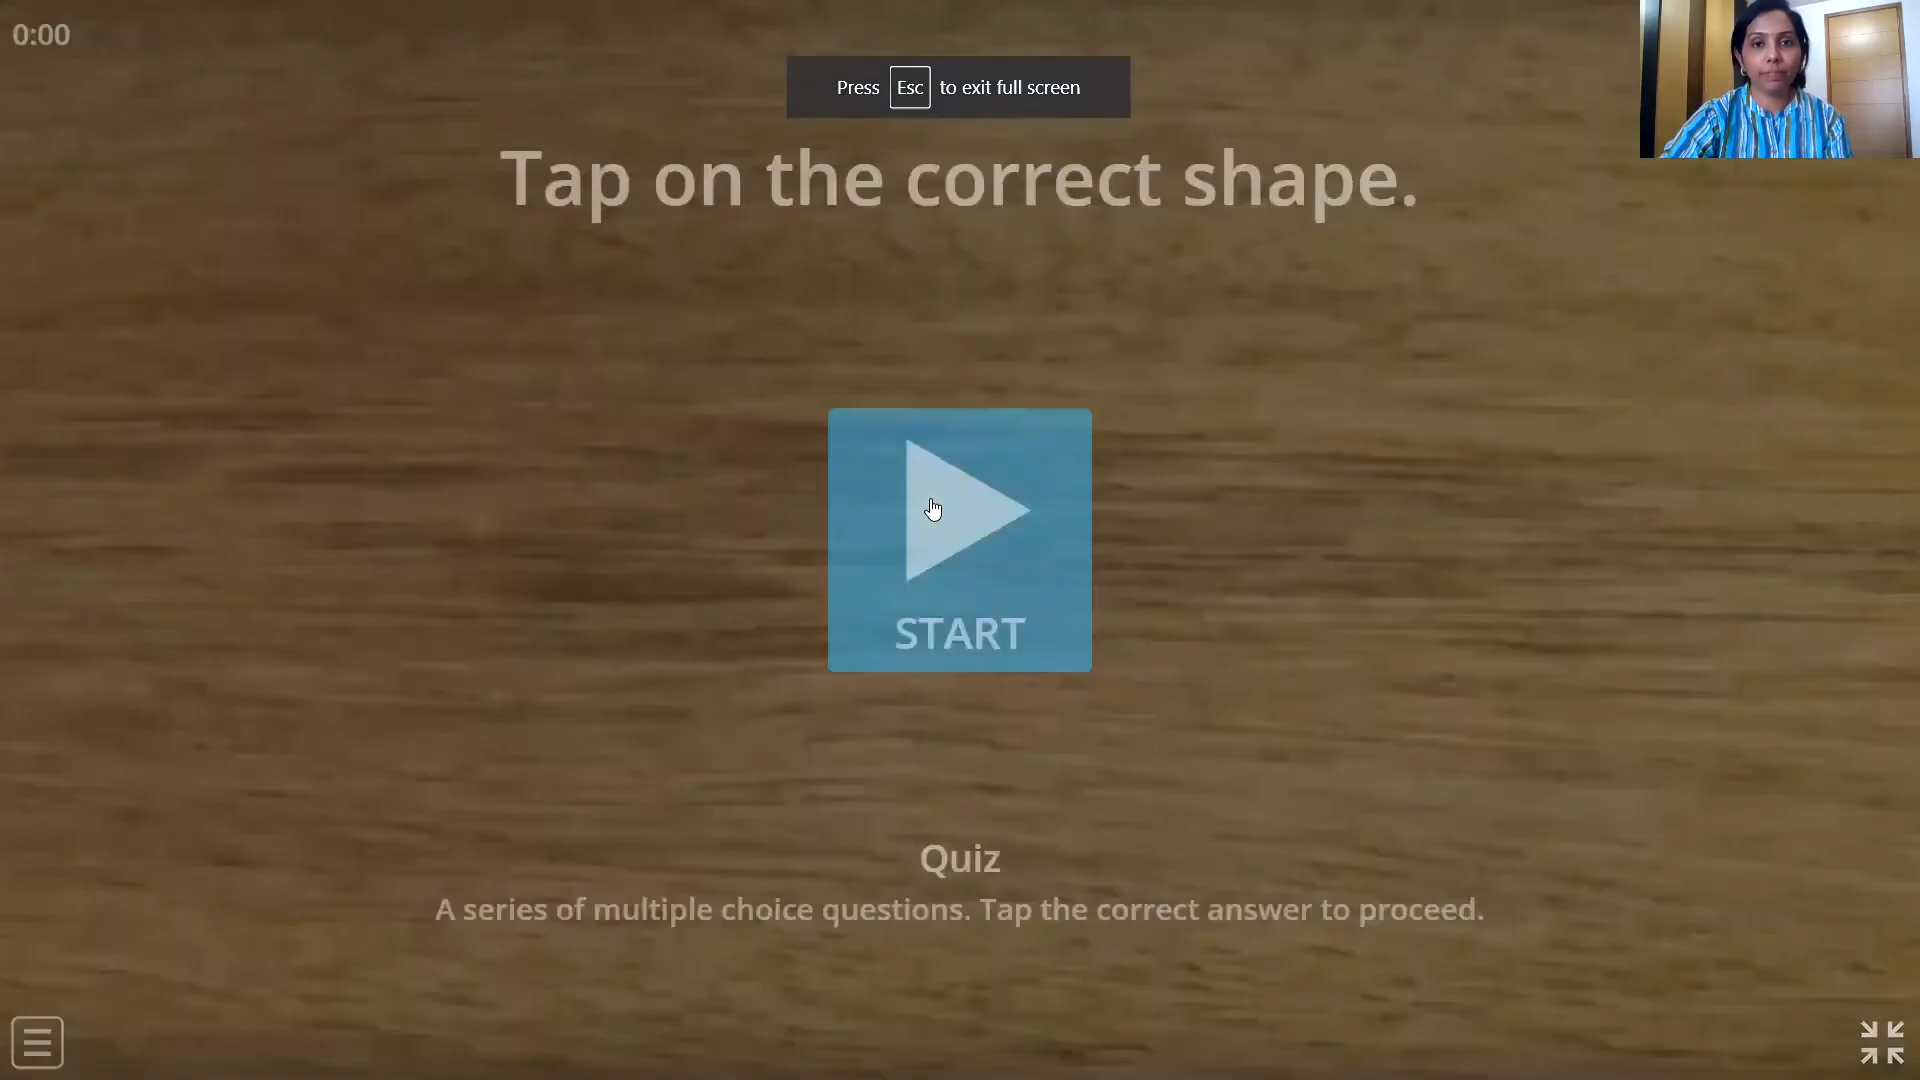 0:00
Press Esc to exit full screen
Tap on the correct shape.
START
Quiz
A series of multiple choice questions. Tap the correct answer to proceed.